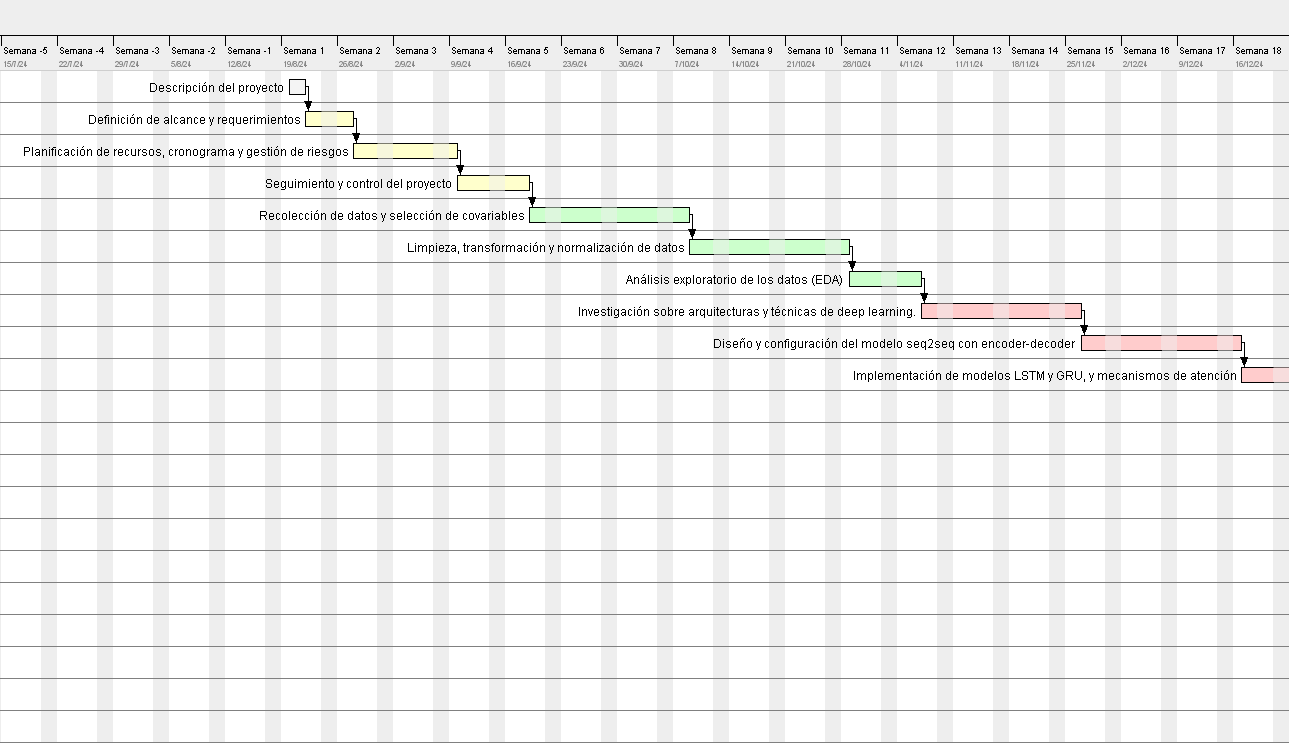 Semana -5 Semana -4 Semana -3 Semana -2 Semana -1 Semana 1 Semana 2 Semana 3 Semana 4 Semana 5 Semana 6 Semana 7 Semana 8 Semana 9 Semana 10 Semana 11 Semana 12 Semana 13 Semana 14 Semana 15 Semana 16 Semana 17 Semana 18
15/7/24 22/7/24 29/7/24 5/8/24 12/8/24 19/8/24 26/8/24 2/9/24 9/9/24 16/9/24 23/9/24 30/9/24 7/10/24 14/10/24 21/10/24 28/10/24 4/11/24 11/11/24 18/11/24 25/11/24 2/12/24 9/12/24 16/12/24
Descripción del proyecto
Definición de alcance y requerimientos
Planificación de recursos, cronograma y gestión de riesgos
Seguimiento y control del proyecto
Recolección de datos y selección de covariables
Limpieza, transformación y normalización de datos
Análisis exploratorio de los datos (EDA)
Investigación sobre arquitecturas y técnicas de deep learning.
Diseño y configuración del modelo seq2seq con encoder-decoder
Implementación de modelos LSTM y GRU, y mecanismos de atención